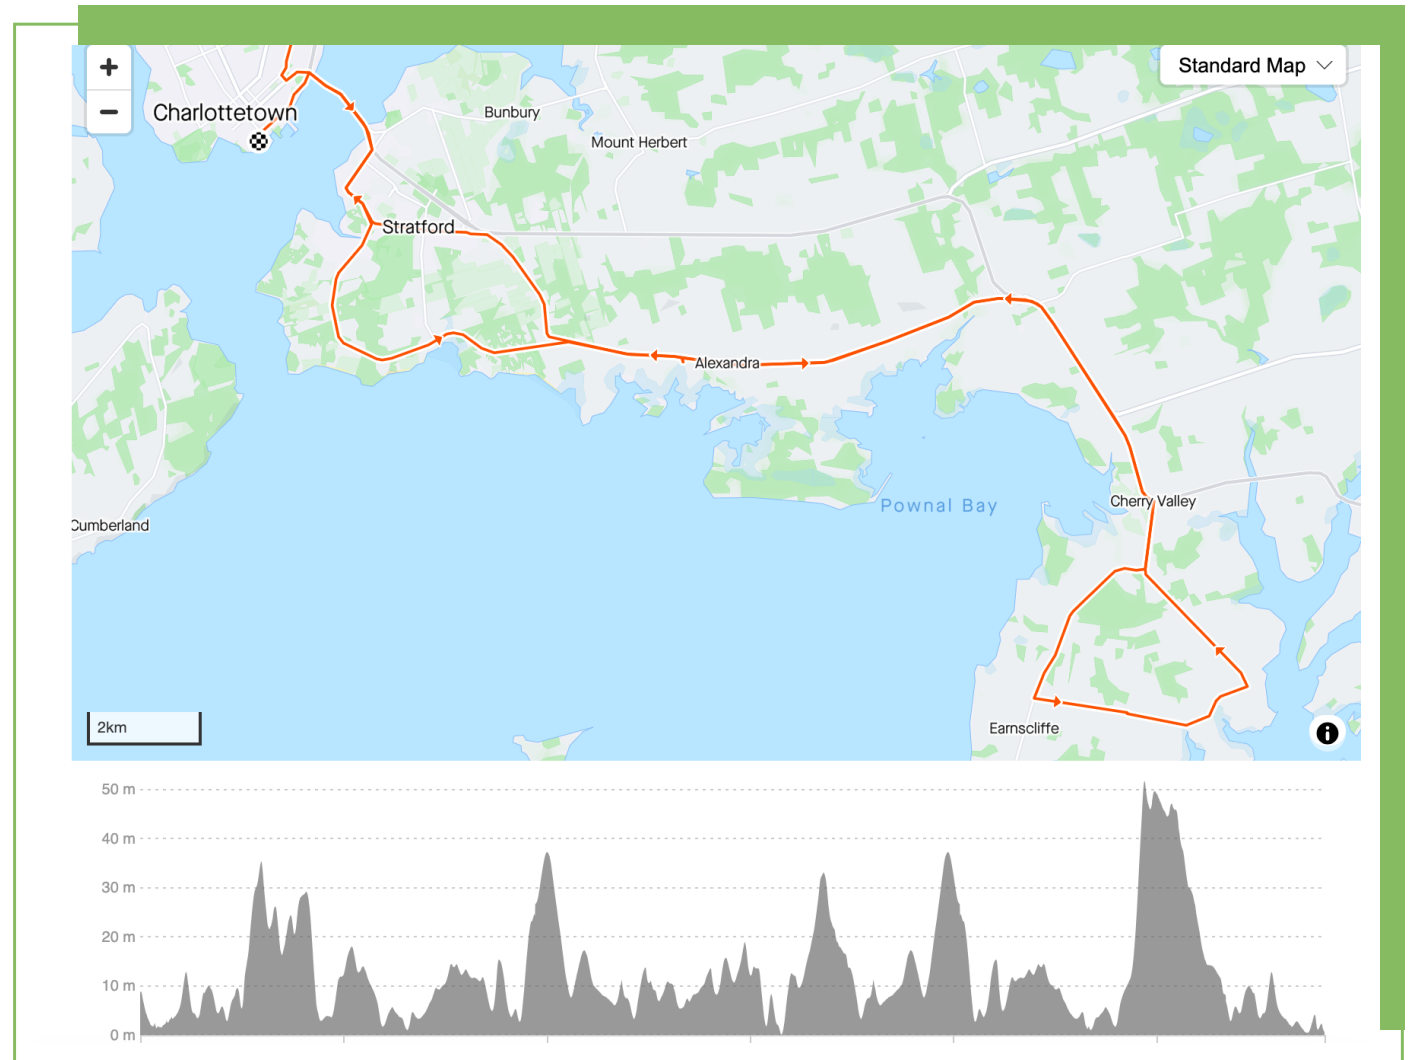 +
Standard Map
−
Charlottetown
Bunbury
Mount Herbert
Stratford
Alexandra
Pownal Bay
Cherry Valley
Cumberland
2km
Earnscliffe
i
50 m
40 m
30 m
20 m
10 m
0 m